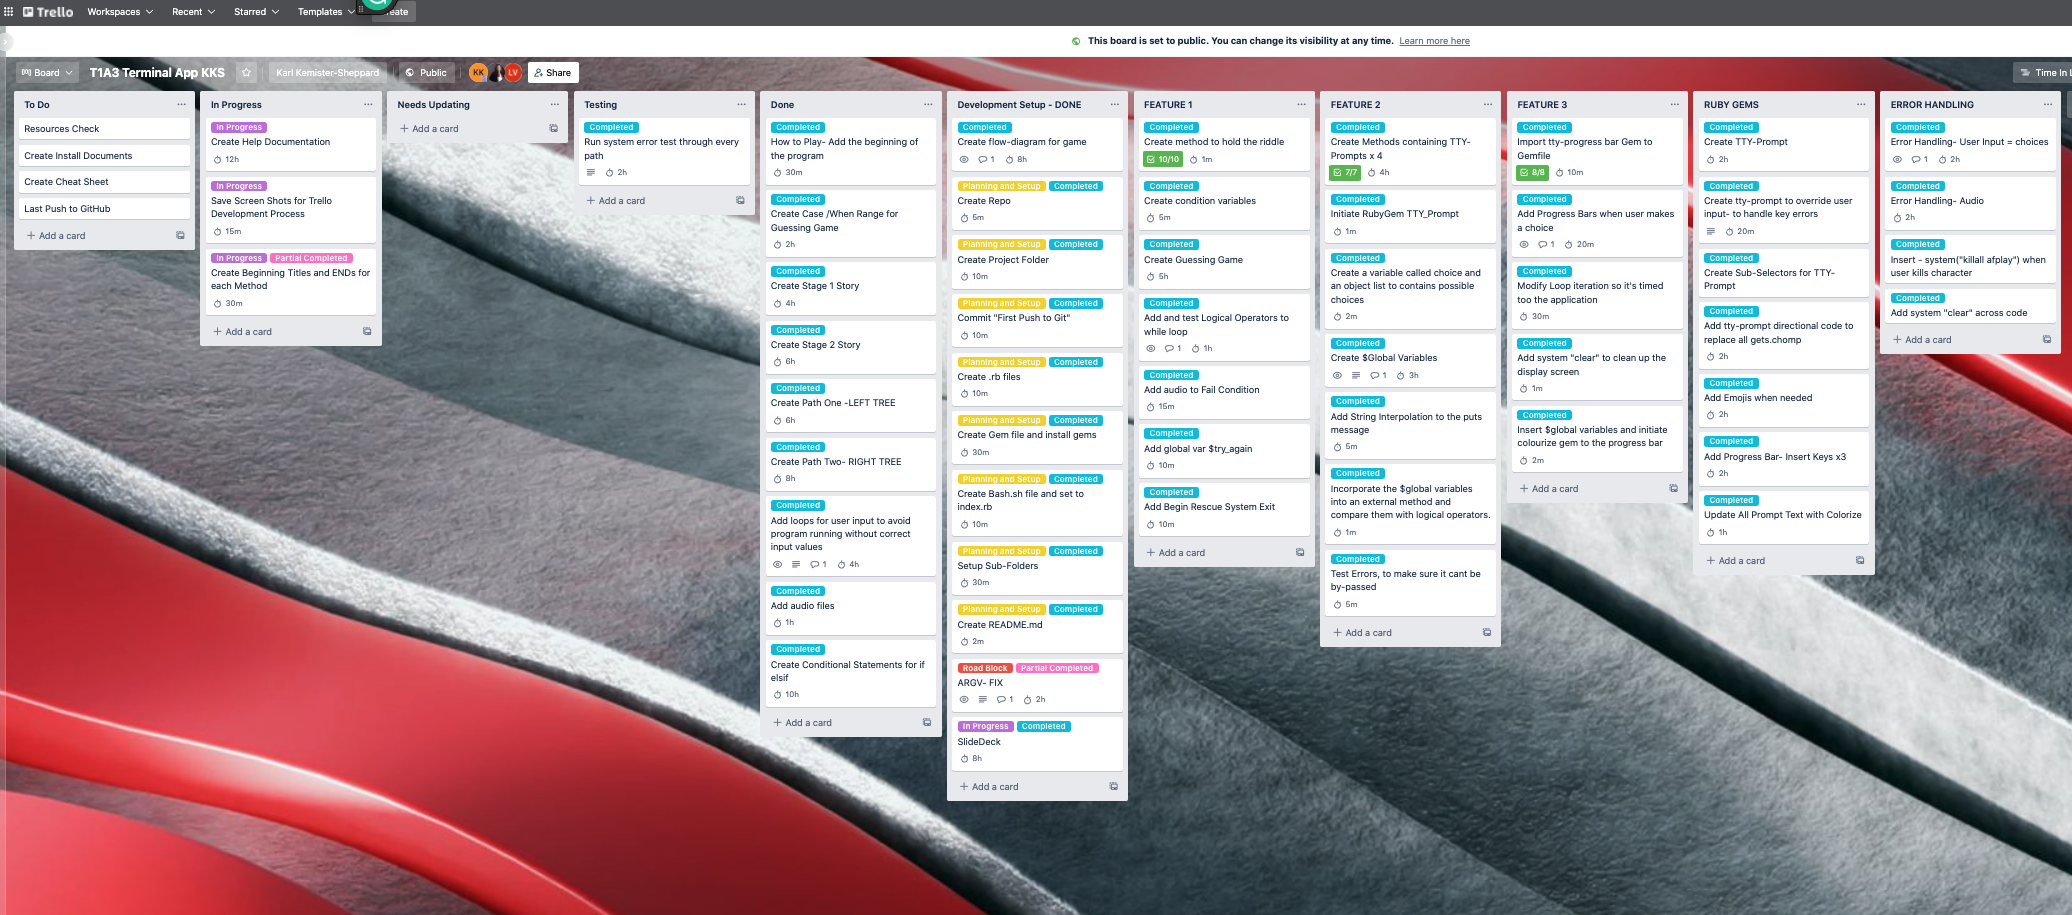 Trello
Workspaces
Recent
Starred
Templates
This board is set to public. You can change its visibility at any time. Learn more here
Board
T1A3 Terminal App KKS
Karl Kemister-Sheppard
Public
KK
LV
Share
To Do
Resources Check
Create Install Documents
Create Cheat Sheet
Last Push to GitHub
+ Add a card
In Progress
In Progress
Create Help Documentation
12h
In Progress
Save Screen Shots for Trello
Development Process
15m
In Progress Partial Completed
Create Beginning Titles and ENDs for
each Method
30m
+ Add a card
Needs Updating
+ Add a card
Testing
Completed
Run system error test through every
path
2h
+ Add a card
Done
Completed
How to Play- Add the beginning of
the program
30m
Completed
Create Case /When Range for
Guessing Game
2h
Completed
Create Stage 1 Story
4h
Completed
Create Stage 2 Story
6h
Completed
Create Path One -LEFT TREE
6h
Completed
Create Path Two- RIGHT TREE
8h
Completed
Add loops for user input to avoid
program running without correct
input values
1 4h
Completed
Add audio files
1h
Completed
Create Conditional Statements for if
elsif
10h
+ Add a card
Development Setup - DONE
Completed
Create flow-diagram for game
1 8h
Planning and Setup Completed
Create Repo
5m
Planning and Setup Completed
Create Project Folder
10m
Planning and Setup Completed
Commit "First Push to Git"
10m
Planning and Setup Completed
Create .rb files
10m
Planning and Setup Completed
Create Gem file and install gems
30m
Planning and Setup Completed
Create Bash.sh file and set to
index.rb
10m
Planning and Setup Completed
Setup Sub-Folders
30m
Planning and Setup Completed
Create README.md
2m
Road Block Partial Completed
ARGV- FIX
1 2h
In Progress Completed
SlideDeck
8h
+ Add a card
FEATURE 1
Completed
Create method to hold the riddle
10/10 1m
Completed
Create condition variables
5m
Completed
Create Guessing Game
5h
Completed
Add and test Logical Operators to
while loop
1 1h
Completed
Add audio to Fail Condition
15m
Completed
Add global var $try_again
10m
Completed
Add Begin Rescue System Exit
10m
+ Add a card
FEATURE 2
Completed
Create Methods containing TTY-
Prompts x 4
7/7 4h
Completed
Initiate RubyGem TTY_Prompt
1m
Completed
Create a variable called choice and
an object list to contains possible
choices
2m
Completed
Create $Global Variables
1 3h
Completed
Add String Interpolation to the puts
message
5m
Completed
Incorporate the $global variables
into an external method and
compare them with logical operators.
1m
Completed
Test Errors, to make sure it cant be
by-passed
5m
+ Add a card
FEATURE 3
Completed
Import tty-progress bar Gem to
Gemfile
8/8 10m
Completed
Add Progress Bars when user makes
a choice
1 20m
Completed
Modify Loop iteration so it's timed
too the application
30m
Completed
Add system "clear" to clean up the
display screen
1m
Completed
Insert $global variables and initiate
colourize gem to the progress bar
2m
+ Add a card
RUBY GEMS
Completed
Create TTY-Prompt
2h
Completed
Create tty-prompt to override user
input- to handle key errors
20m
Completed
Create Sub-Selectors for TTY-
Prompt
Completed
Add tty-prompt directional code to
replace all gets.chomp
2h
Completed
Add Emojis when needed
2h
Completed
Add Progress Bar- Insert Keys x3
2h
Completed
Update All Prompt Text with Colorize
1h
+ Add a card
ERROR HANDLING
Completed
Error Handling- User Input = choices
1 2h
Completed
Error Handling- Audio
2h
Completed
Insert - system("killall afplay") when
user kills character
Completed
Add system "clear" across code
+ Add a card
Time In